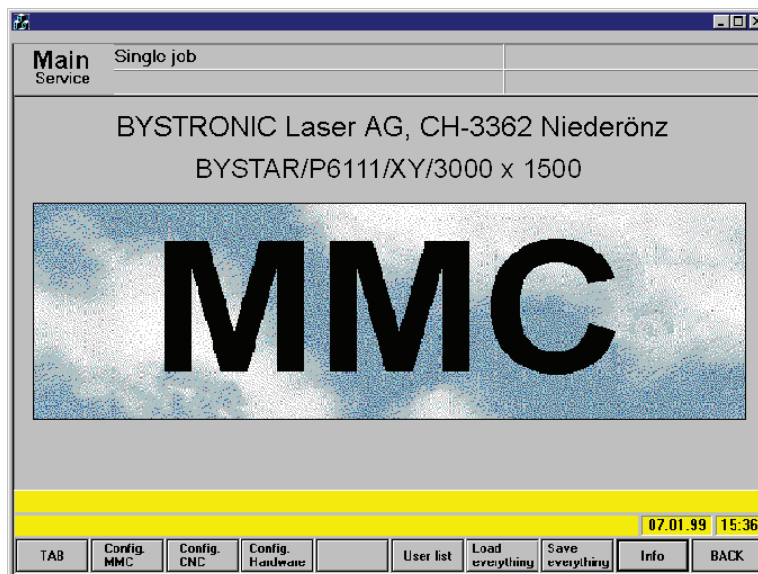 Main
Service
Single job
BYSTRONIC Laser AG, CH-3362 Niederönz
BYSTAR/P6111/XY/3000 x 1500
MMC
07.01.99 15:36
TAB
Config.
MMC
Config.
CNC
Config.
Hardware
User list
Load
everything
Save
everything
Info
BACK